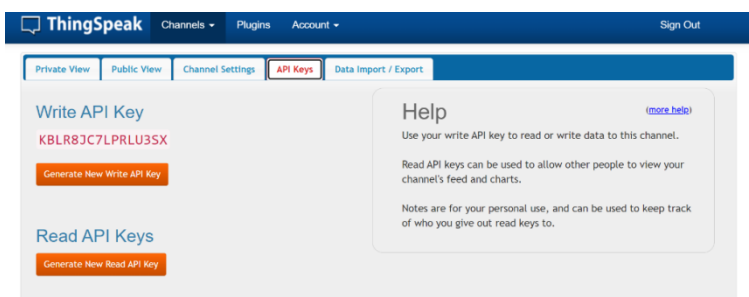 ThingSpeak Channels Plugins Account Sign Out
Private View Public View Channel Settings API Keys Data Import / Export
Write API Key
KBLR8JC7LPRLU3SX
Generate New Write API Key
Read API Keys
Generate New Read API Key
Help (more help)
Use your write API key to read or write data to this channel.
Read API keys can be used to allow other people to view your
channel's feed and charts.
Notes are for your personal use, and can be used to keep track
of who you give out read keys to.